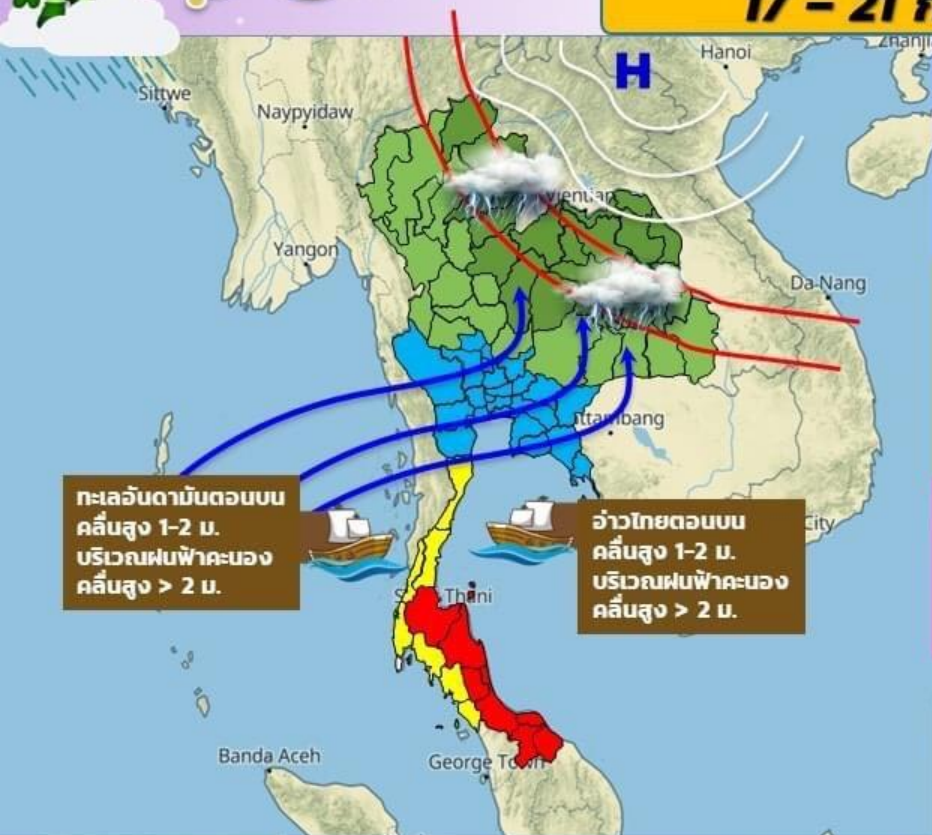 17 – 21
Hanoi
H
Sittwe
Naypyidaw
Vientian
Yangon
Da Nang
ttambang
ทะเลอันดามันตอนบน
คลื่นสูง 1-2 ม.
บริเวณฝนฟ้าคะนอง
คลื่นสูง > 2 ม.
อ่าวไทยตอนบน
คลื่นสูง 1-2 ม.
บริเวณฝนฟ้าคะนอง
คลื่นสูง > 2 ม.
City
Thani
Banda Aceh
George Town